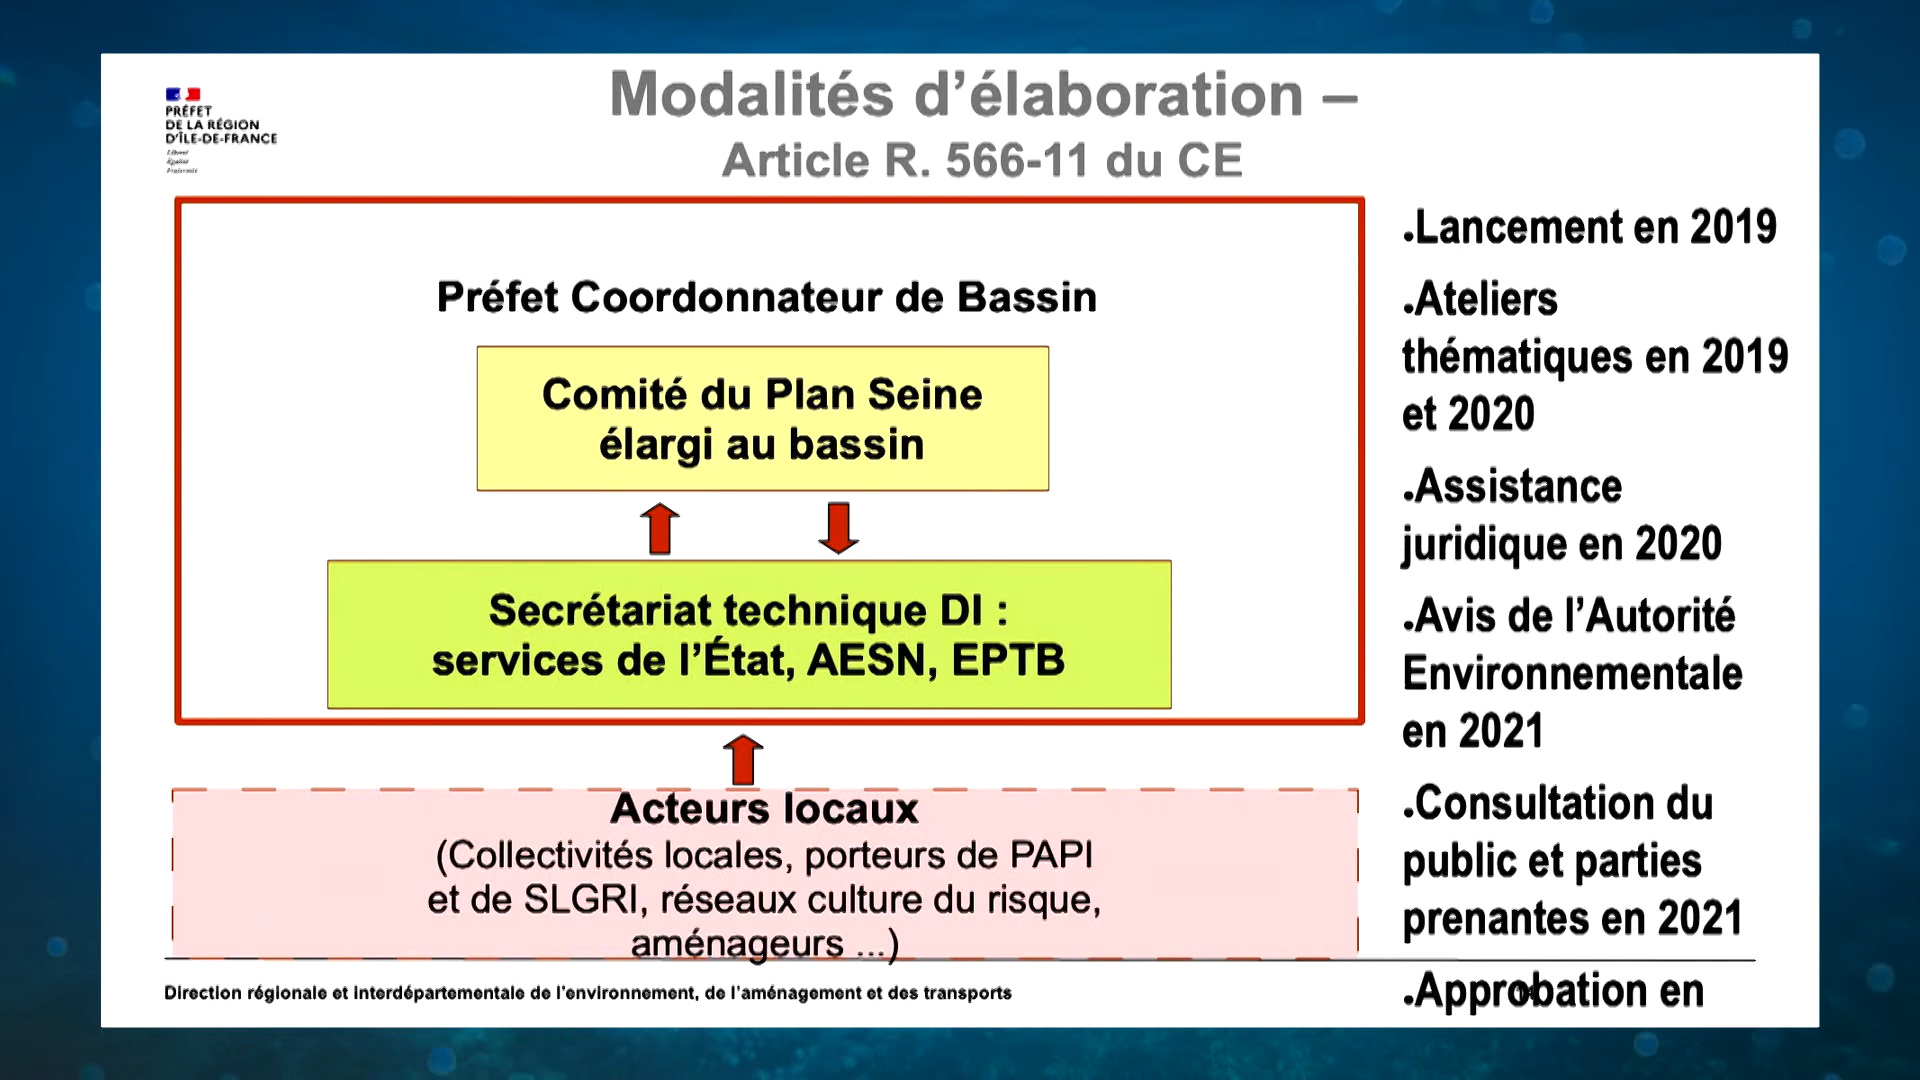 PRÉFET
DE LA RÉGION
D'ÎLE-DE-FRANCE
Liberté
Égalité
Fraternité
Modalités d’élaboration –
Article R. 566-11 du CE
Préfet Coordonnateur de Bassin
Comité du Plan Seine
élargi au bassin
Secrétariat technique DI :
services de l’État, AESN, EPTB
Acteurs locaux
(Collectivités locales, porteurs de PAPI
et de SLGRI, réseaux culture du risque,
aménageurs ...)
•Lancement en 2019
•Ateliers
thématiques en 2019
et 2020
•Assistance
juridique en 2020
•Avis de l’Autorité
Environnementale
en 2021
•Consultation du
public et parties
prenantes en 2021
•Approbation en
Direction régionale et interdépartementale de l’environnement, de l’aménagement et des transports